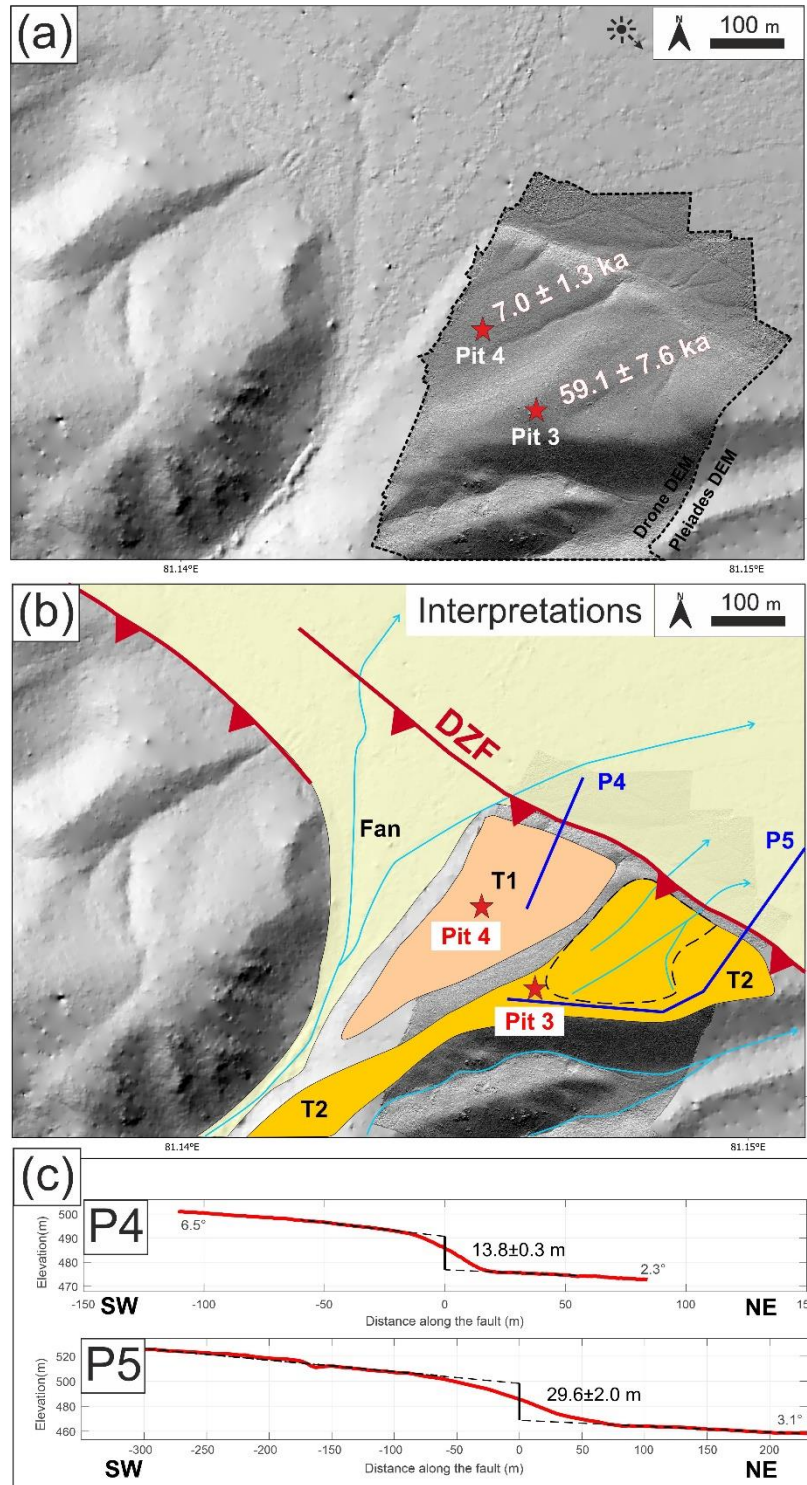 (a)
N
100 m
7.0 ± 1.3 ka
Pit 4
59.1 ± 7.6 ka
Pit 3
Drone DEM
Pleiades DEM
81.14°E
81.15°E
(b)
Interpretations
N
100 m
DZF
P4
Fan
P5
T1
Pit 4
T2
Pit 3
T2
81.14°E
81.15°E
(c)
P4
Elevation(m)
500
490
480
470
6.5°
13.8±0.3 m
2.3°
-150
-100
-50
0
50
100
150
SW
Distance along the fault (m)
NE
P5
Elevation (m)
520
500
480
460
29.6±2.0 m
3.1°
-300
-250
-200
-150
-100
-50
0
50
100
150
200
SW
Distance along the fault (m)
NE